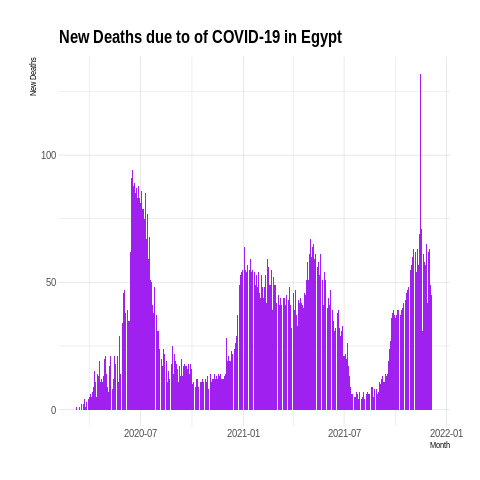 New Deaths due to of COVID-19 in Egypt
New Deaths
100
50
0
2020-07
2021-01
2021-07
2022-01
Month